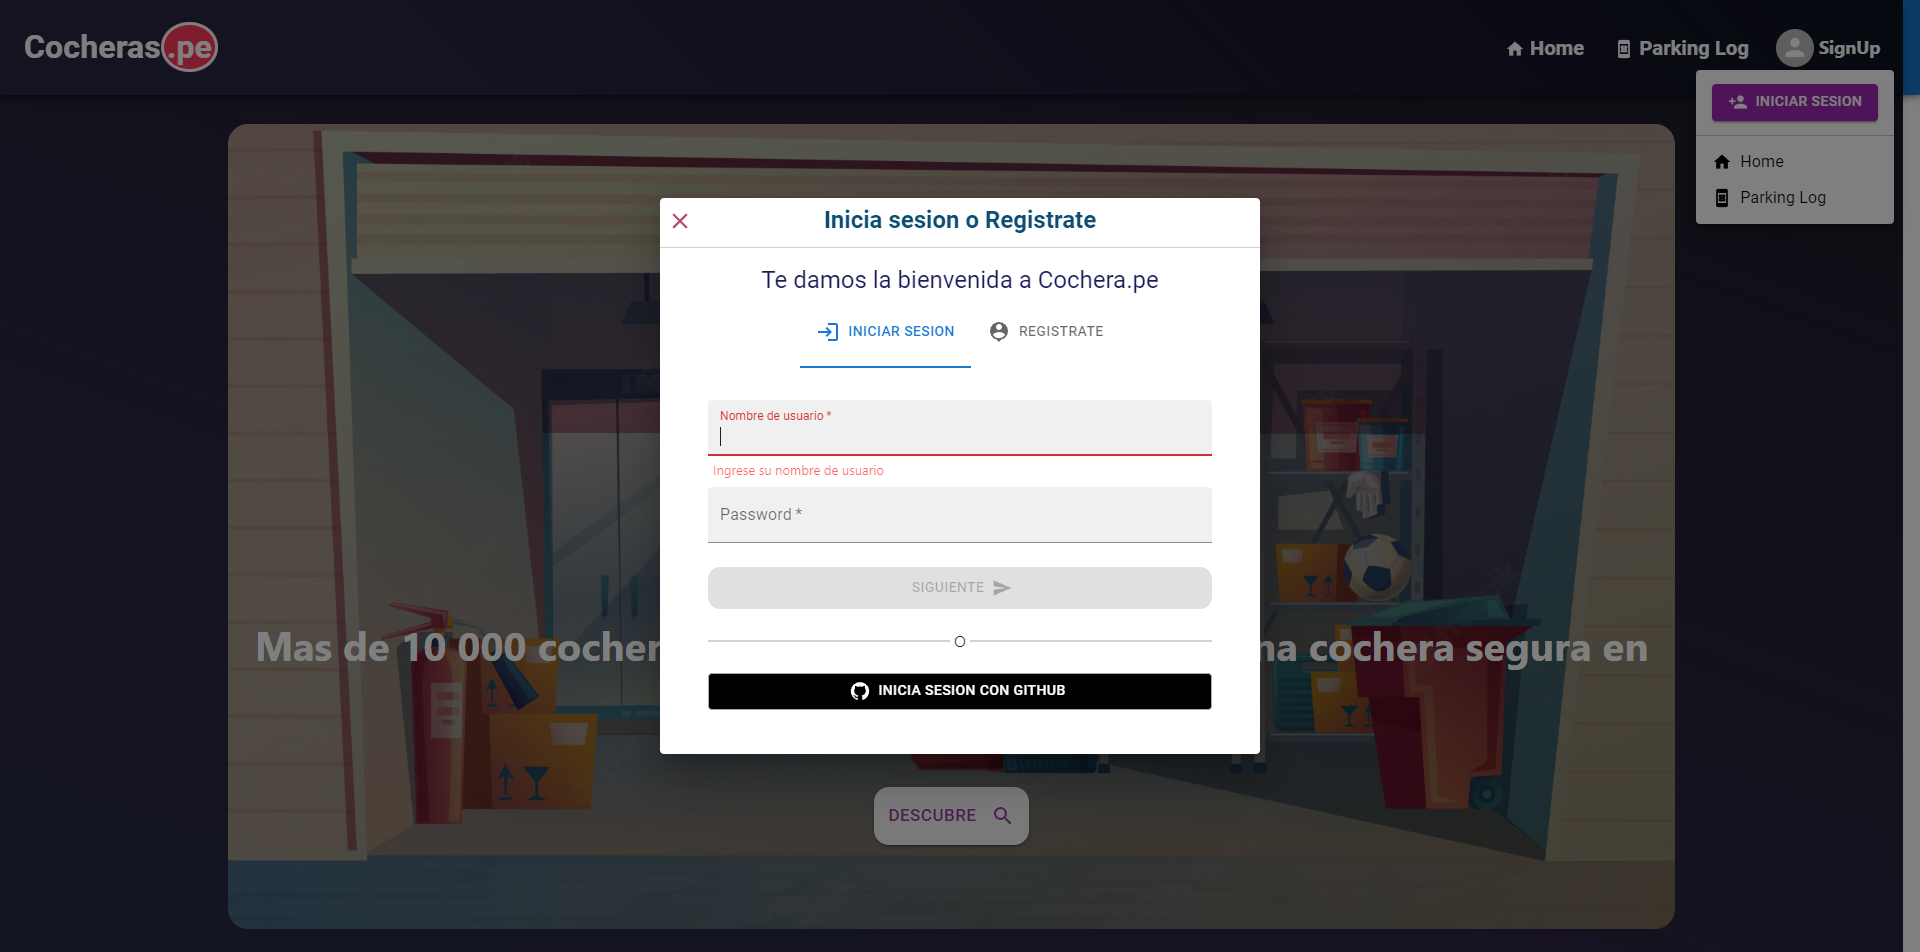 Cocheras.pe
Home
Parking Log
SignUp
INICIAR SESION
Home
Parking Log
Inicia sesion o Registrate
Te damos la bienvenida a Cochera.pe
INICIAR SESION
REGISTRATE
Nombre de usuario *
Ingrese su nombre de usuario
Password *
SIGUIENTE
O
INICIA SESION CON GITHUB
Mas de 10 000 cocher
na cochera segura en
DESCUBRE